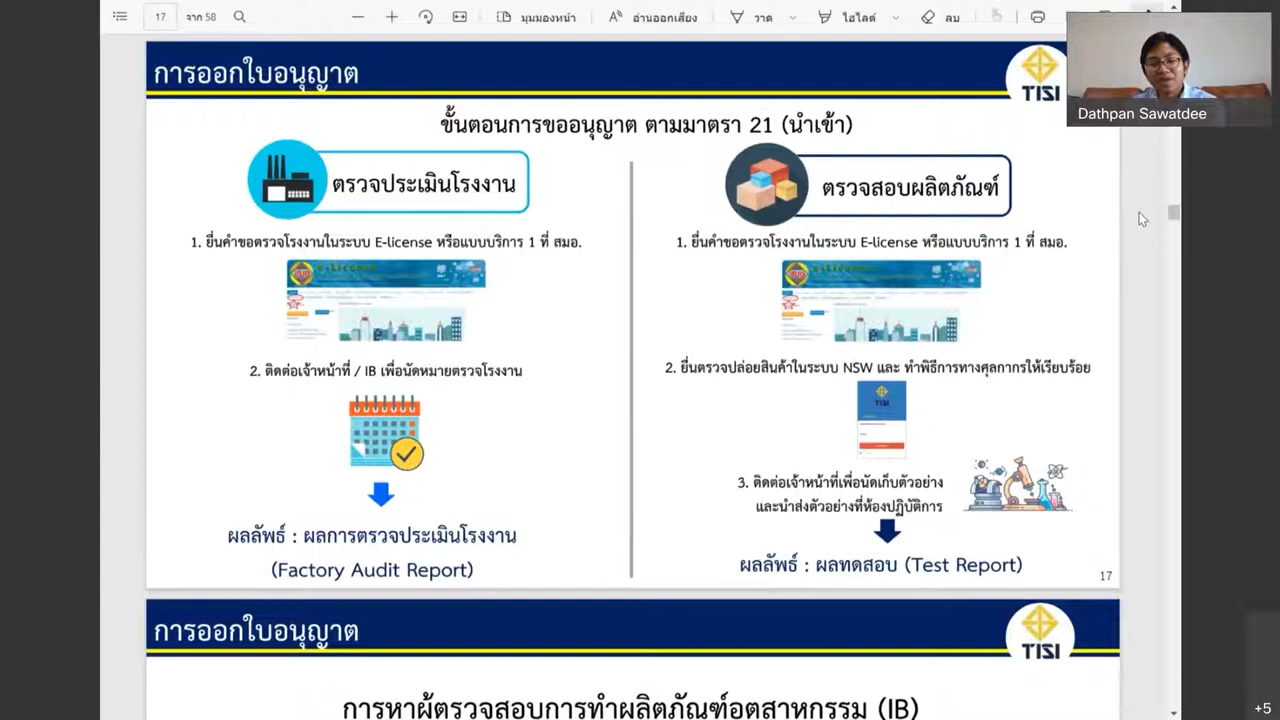 17 จาก 58
มุมมองหน้า
อ่านออกเสียง
วาด
ไฮไลต์
ลบ
Dathpan Sawatdee
การออกใบอนุญาต
TISI
ขั้นตอนการขออนุญาต ตามมาตรา 21 (นำเข้า)
ตรวจประเมินโรงงาน
1. ยื่นคำขอตรวจโรงงานในระบบ E-license หรือแบบบริการ 1 ที่ สมอ.
e-License
2. ติดต่อเจ้าหน้าที่ / IB เพื่อนัดหมายตรวจโรงงาน
ผลลัพธ์ : ผลการตรวจประเมินโรงงาน
(Factory Audit Report)
ตรวจสอบผลิตภัณฑ์
1. ยื่นคำขอตรวจโรงงานในระบบ E-license หรือแบบบริการ 1 ที่ สมอ.
e-License
2. ยื่นตรวจปล่อยสินค้าในระบบ NSW และ ทำพิธีการทางศุลกากรให้เรียบร้อย
TISI
3. ติดต่อเจ้าหน้าที่เพื่อนัดเก็บตัวอย่าง
และนำส่งตัวอย่างที่ห้องปฏิบัติการ
ผลลัพธ์ : ผลทดสอบ (Test Report)
17
การออกใบอนุญาต
TISI
การหาผู้ตรวจสอบการทำผลิตภัณฑ์อุตสาหกรรม (IB)
+5